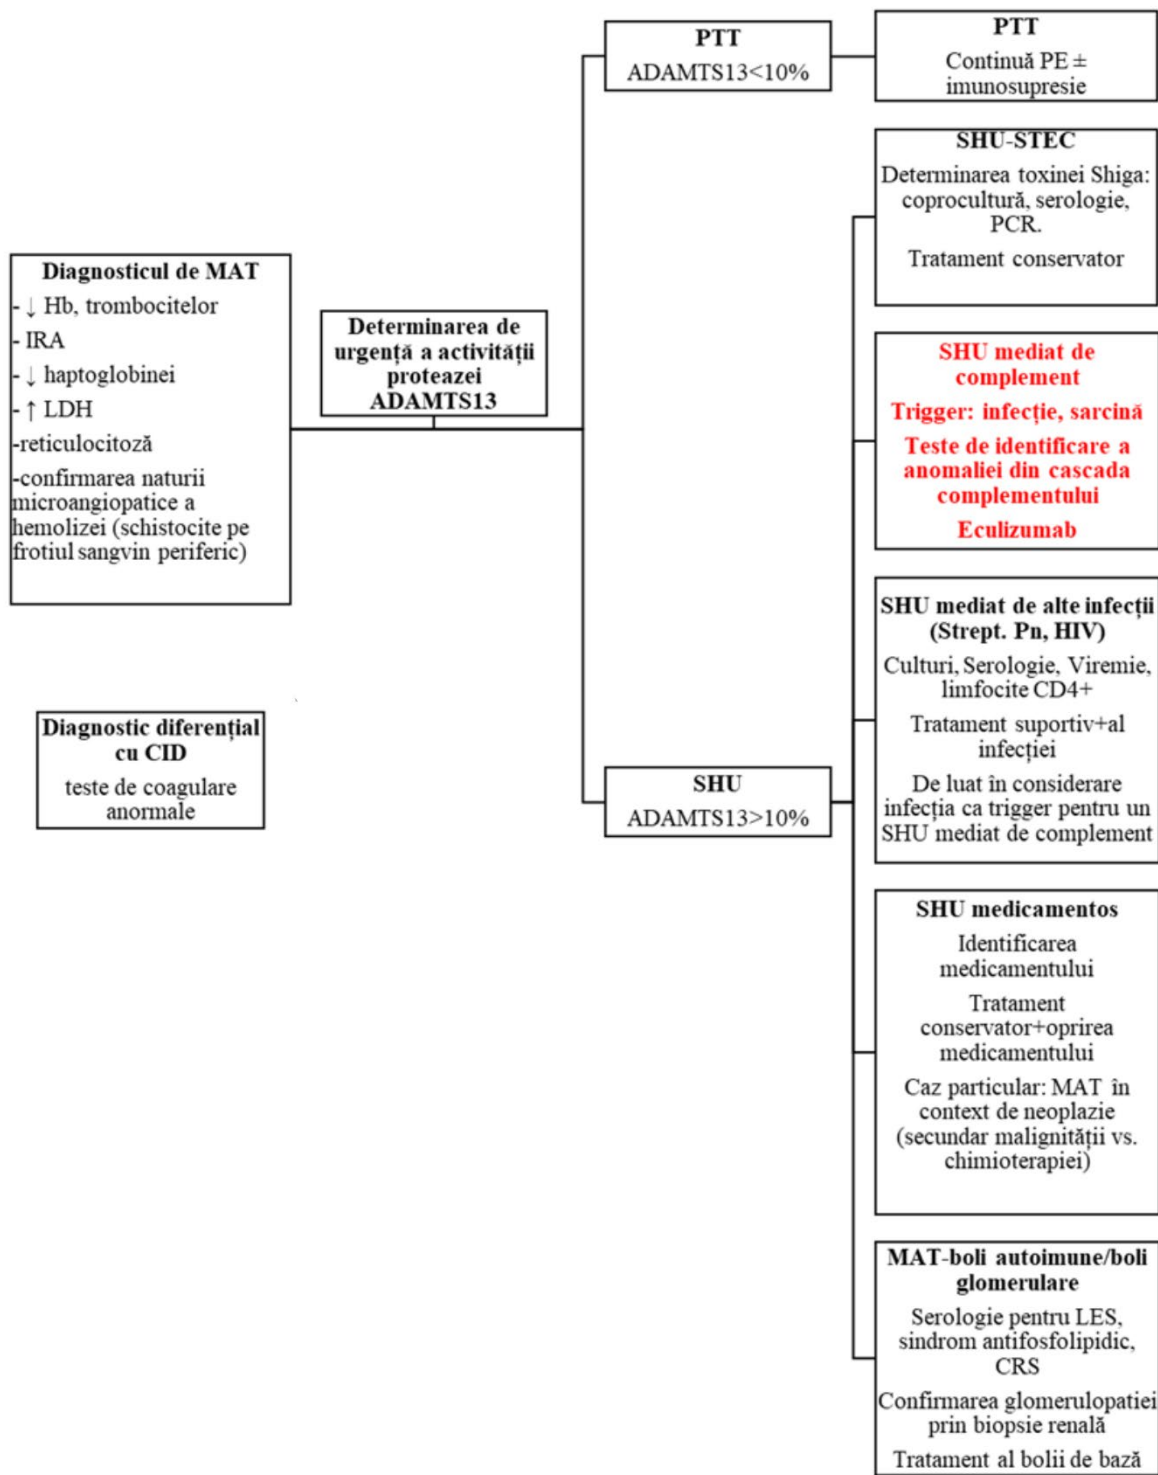 Diagnosticul de MAT
- ↓ Hb, trombocitelor
- IRA
- ↓ haptoglobinei
- ↑ LDH
-reticulocitoză
-confirmarea naturii
microangiopatice a
hemolizei (schistocite pe
frotiul sangvin periferic)
Diagnostic diferențial
cu CID
teste de coagulare
anormale
Determinarea de
urgență a activității
proteazei
ADAMTS13
PTT
ADAMTS13<10%
PTT
Continuă PE ±
imunosupresie
SHU
ADAMTS13>10%
SHU-STEC
Determinarea toxinei Shiga:
coprocultură, serologie,
PCR.
Tratament conservator
SHU mediat de
complement
Trigger: infecție, sarcină
Teste de identificare a
anomaliei din cascada
complementului
Eculizumab
SHU mediat de alte infecții
(Strept. Pn, HIV)
Culturi, Serologie, Viremie,
limfocite CD4+
Tratament suportiv+al
infecției
De luat în considerare
infecția ca trigger pentru un
SHU mediat de complement
SHU medicamentos
Identificarea
medicamentului
Tratament
conservator+oprirea
medicamentului
Caz particular: MAT în
context de neoplazie
(secundar malignității vs.
chimioterapiei)
MAT-boli autoimune/boli
glomerulare
Serologie pentru LES,
sindrom antifosfolipidic,
CRS
Confirmarea glomerulopatiei
prin biopsie renală
Tratament al bolii de bază